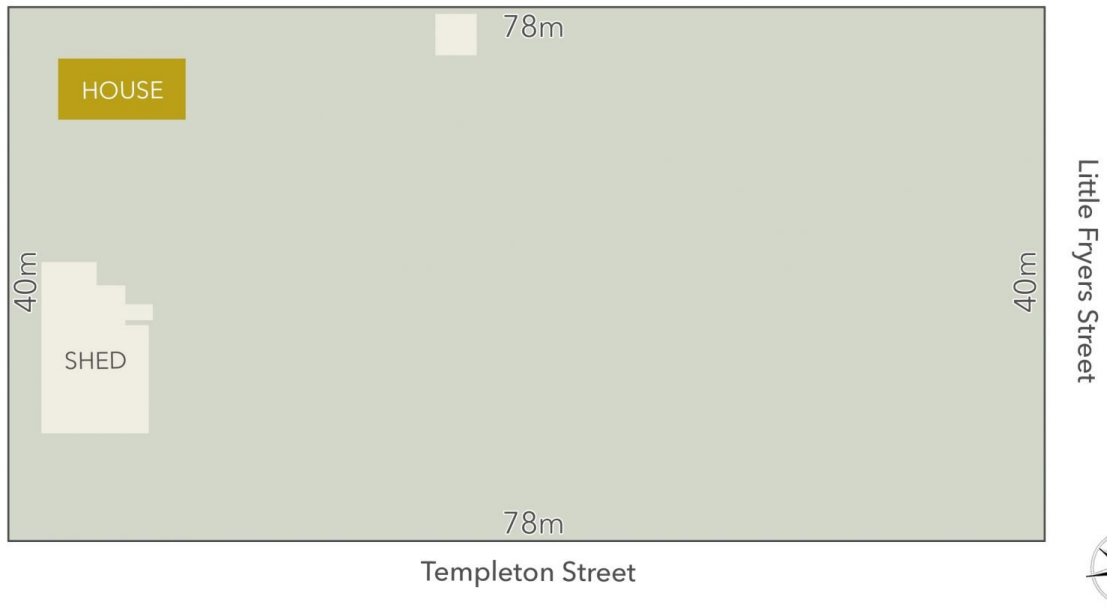 78m
HOUSE
40m
SHED
40m
Little Fryers Street
78m
Templeton Street